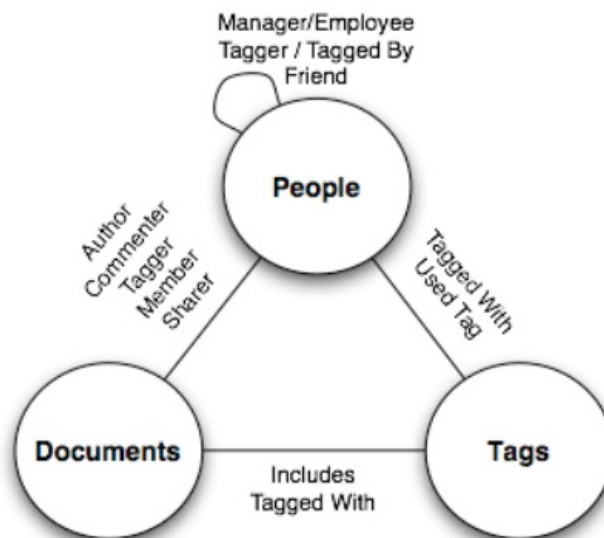 Manager/Employee
Tagger / Tagged By
Friend
People
Author
Commenter
Tagger
Member
Sharer
Tagged With
Used Tag
Documents
Tags
Includes
Tagged With